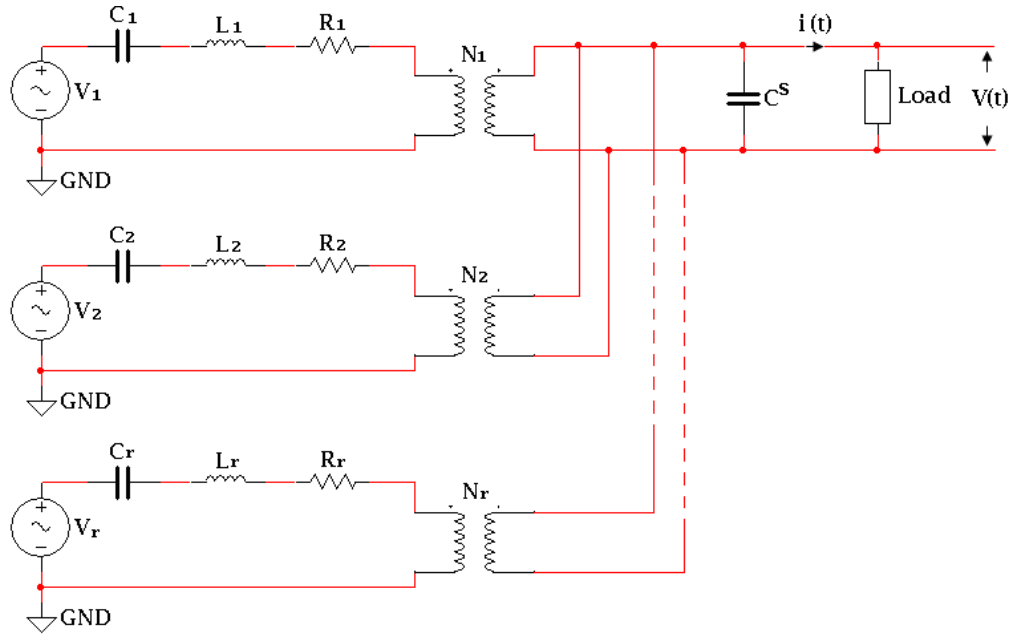 C₁ L₁ R₁
N₁
V₁
GND
i (t)
Cˢ
Load
V(t)
C₂ L₂ R₂
N₂
V₂
GND
Cᵣ Lᵣ Rᵣ
Nᵣ
Vᵣ
GND